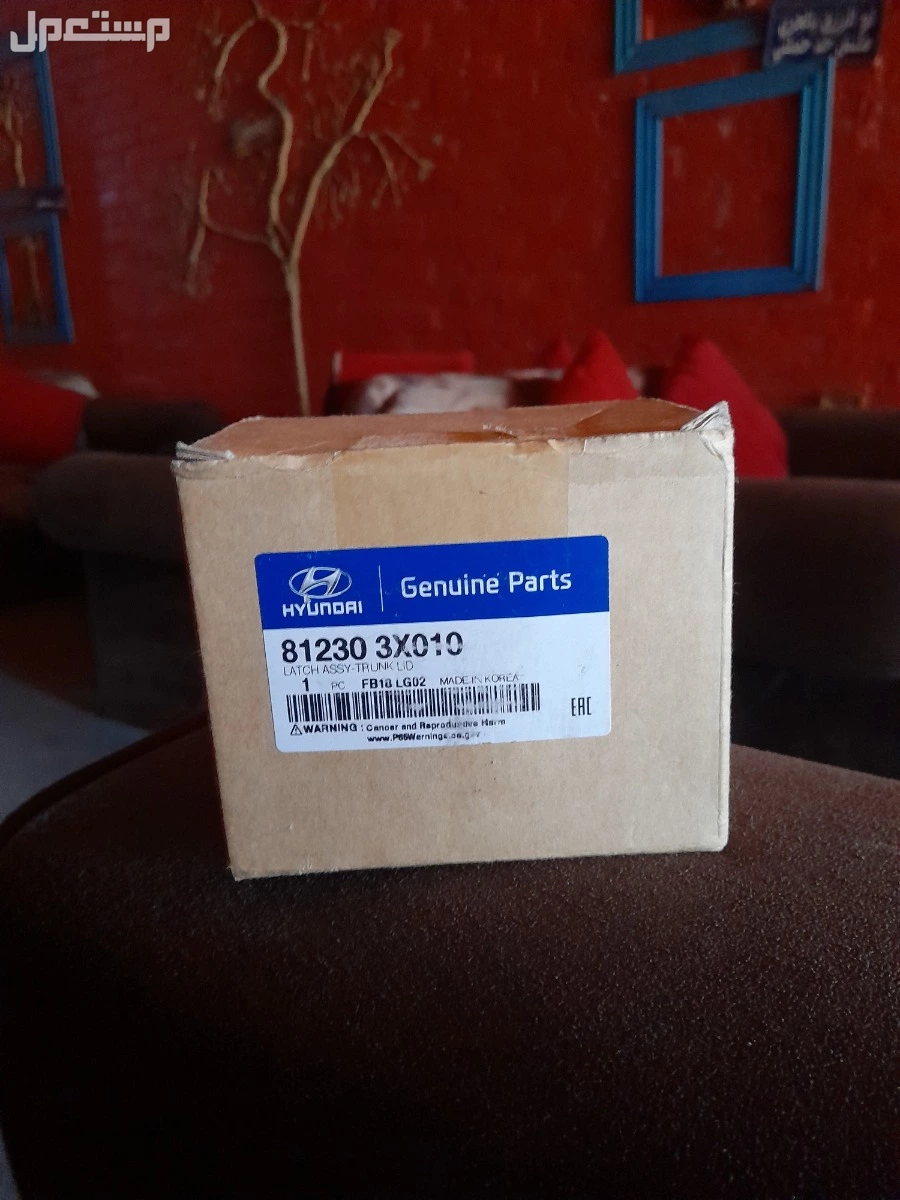 مستعمل
HYUNDAI
Genuine Parts
81230 3X010
LATCH ASSY-TRUNK LID
1 PC FB18 LG02 MADE IN KOREA
EAC
WARNING : Cancer and Reproductive Harm
www.P65Warnings.ca.gov